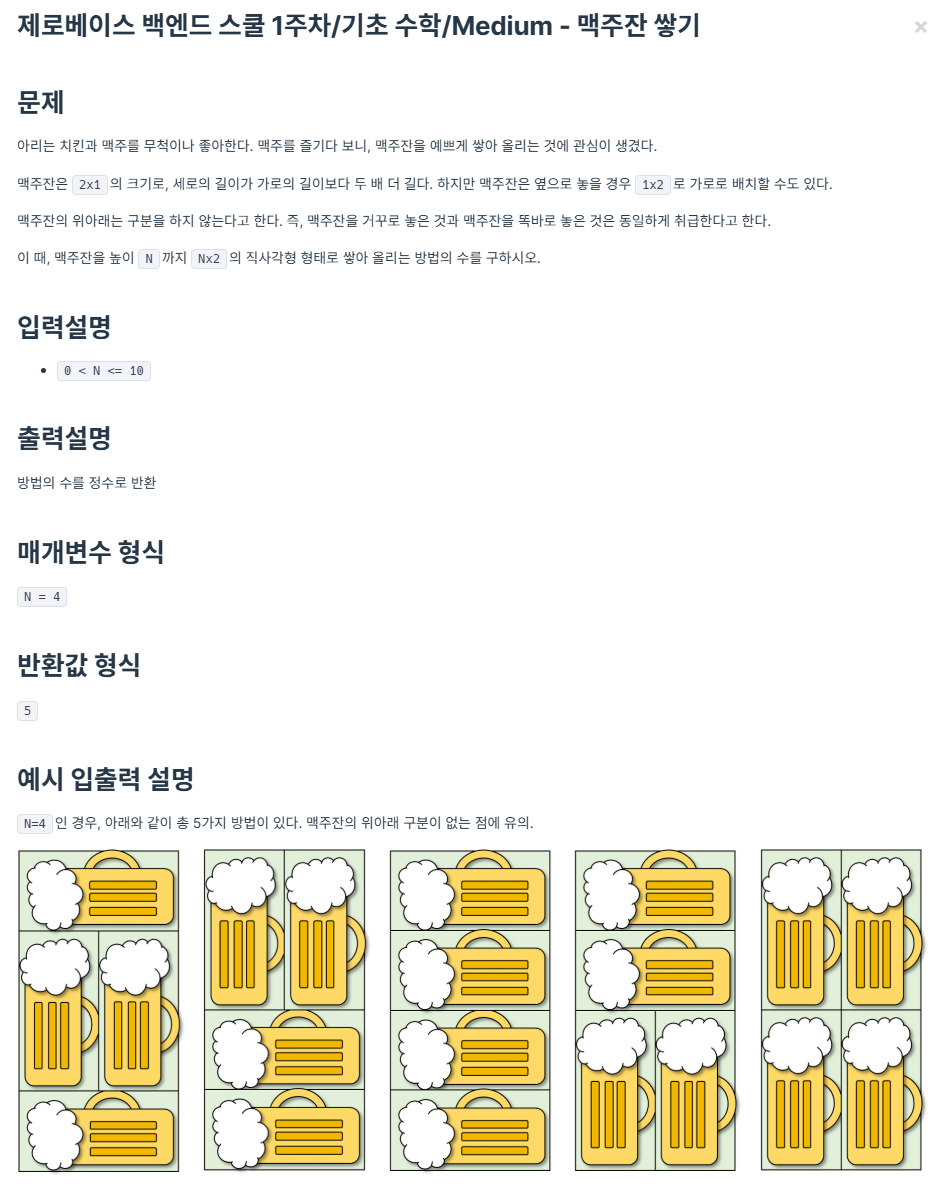 제로베이스 백엔드 스쿨 1주차/기초 수학/Medium - 맥주잔 쌓기
×
문제
아리는 치킨과 맥주를 무척이나 좋아한다. 맥주를 즐기다 보니, 맥주잔을 예쁘게 쌓아 올리는 것에 관심이 생겼다.
맥주잔은 2x1 의 크기로, 세로의 길이가 가로의 길이보다 두 배 더 길다. 하지만 맥주잔은 옆으로 놓을 경우 1x2 로 가로로 배치할 수도 있다.
맥주잔의 위아래는 구분을 하지 않는다고 한다. 즉, 맥주잔을 거꾸로 놓은 것과 맥주잔을 똑바로 놓은 것은 동일하게 취급한다고 한다.
이 때, 맥주잔을 높이 N 까지 Nx2 의 직사각형 형태로 쌓아 올리는 방법의 수를 구하시오.
입력설명
• 0 < N <= 10
출력설명
방법의 수를 정수로 반환
매개변수 형식
N = 4
반환값 형식
5
예시 입출력 설명
N=4 인 경우, 아래와 같이 총 5가지 방법이 있다. 맥주잔의 위아래 구분이 없는 점에 유의.